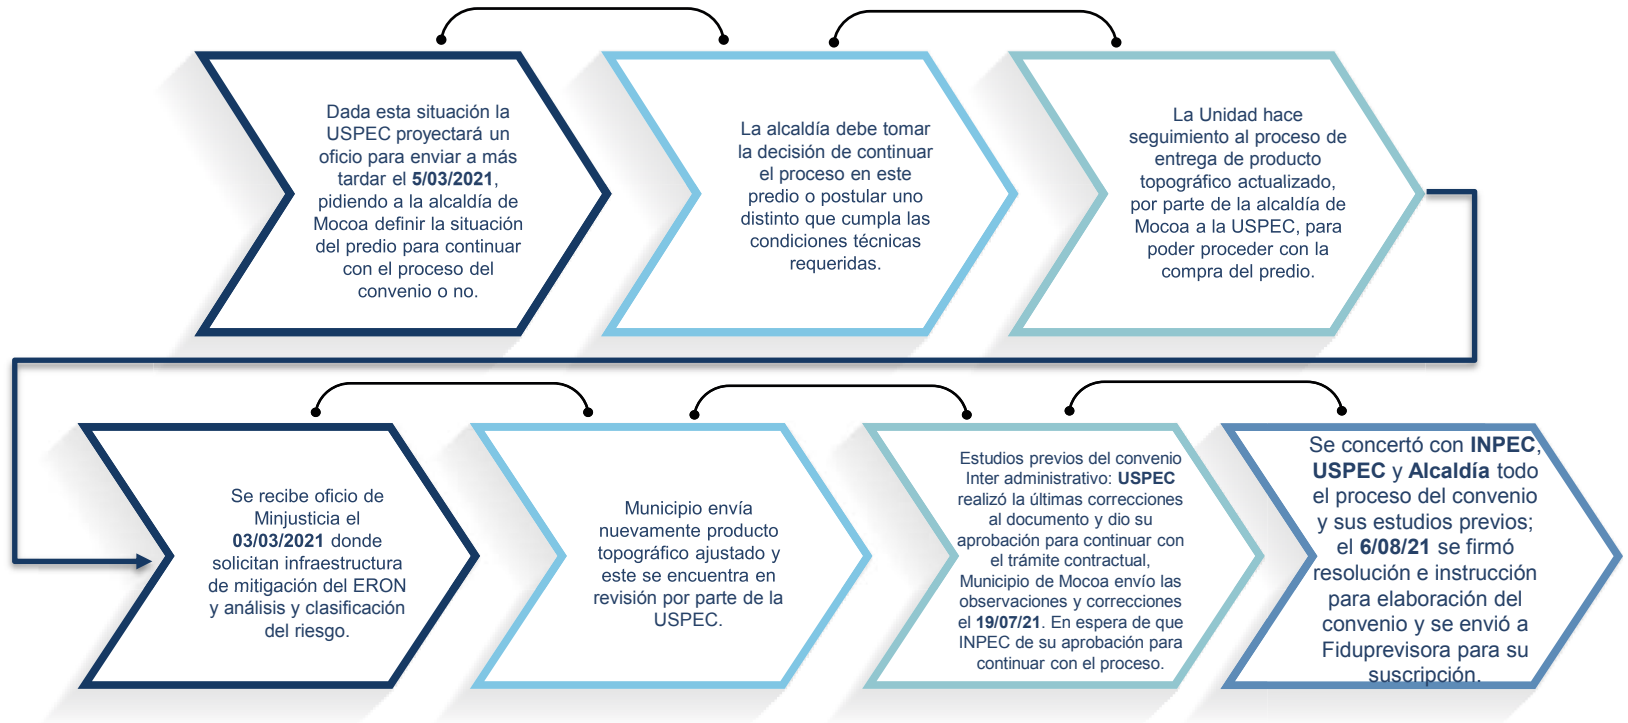 Dada esta situación la
USPEC proyectará un
oficio para enviar a más
tardar el 5/03/2021,
pidiendo a la alcaldía de
Mocoa definir la situación
del predio para continuar
con el proceso del
convenio o no.
La alcaldía debe tomar
la decisión de continuar
el proceso en este
predio o postular uno
distinto que cumpla las
condiciones técnicas
requeridas.
La Unidad hace
seguimiento al proceso de
entrega de producto
topográfico actualizado,
por parte de la alcaldía de
Mocoa a la USPEC, para
poder proceder con la
compra del predio.
Se recibe oficio de
Minjusticia el
03/03/2021 donde
solicitan infraestructura
de mitigación del ERON
y análisis y clasificación
del riesgo.
Municipio envía
nuevamente producto
topográfico ajustado y
este se encuentra en
revisión por parte de la
USPEC.
Estudios previos del convenio
Inter administrativo: USPEC
realizó la últimas correcciones
al documento y dio su
aprobación para continuar con
el trámite contractual,
Municipio de Mocoa envío las
observaciones y correcciones
el 19/07/21. En espera de que
INPEC de su aprobación para
continuar con el proceso.
Se concertó con INPEC,
USPEC y Alcaldía todo
el proceso del convenio
y sus estudios previos;
el 6/08/21 se firmó
resolución e instrucción
para elaboración del
convenio y se envió a
Fiduprevisora para su
suscripción.